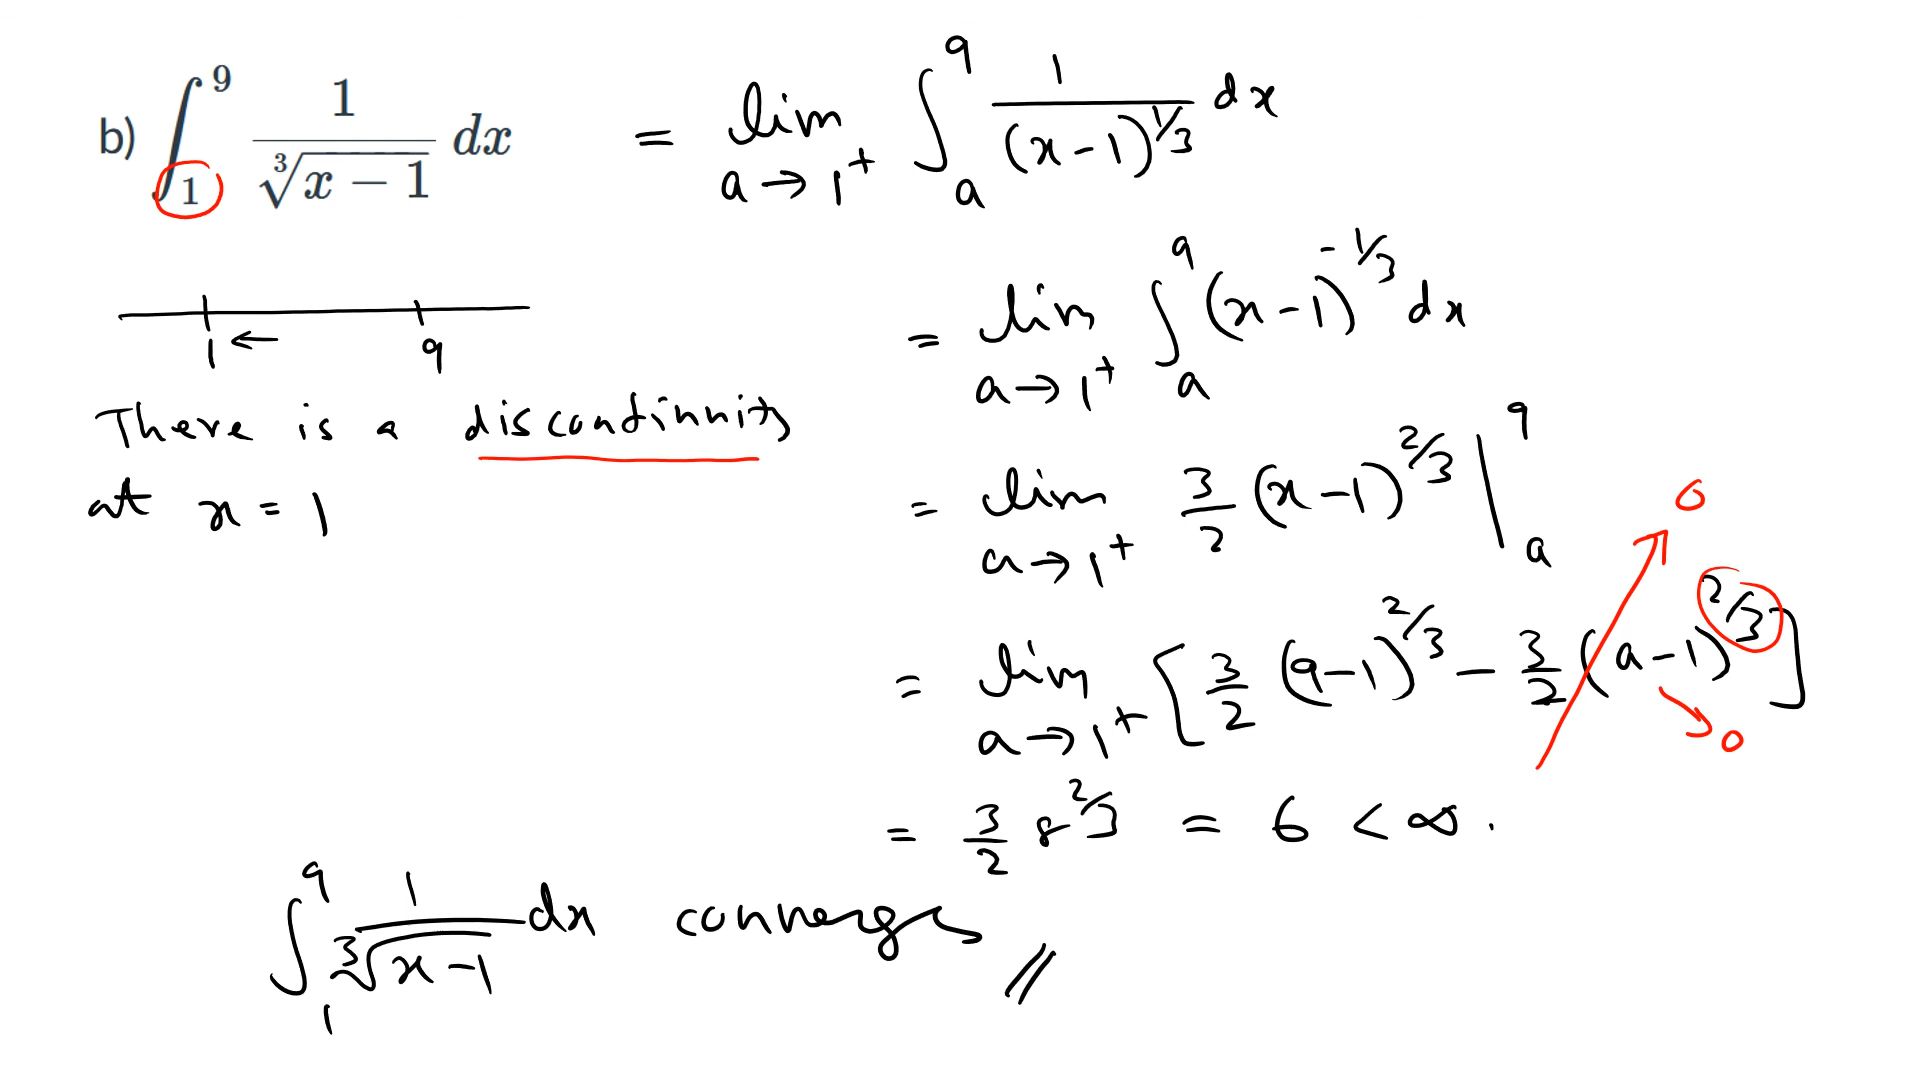 b) ∫₁⁹ 1/∛(x − 1) dx = lim_{a→1⁺} ∫ₐ⁹ 1/(x−1)^{1/3} dx
= lim_{a→1⁺} ∫ₐ⁹ (x−1)^{-1/3} dx
1 ← 9
There is a discontinuity
at x = 1
= lim_{a→1⁺} 3/2 (x−1)^{2/3} |ₐ⁹
0
= lim_{a→1⁺} [3/2 (9−1)^{2/3} − 3/2 (a−1)^{2/3}]
→ 0
= 3/2 8^{2/3} = 6 < ∞.
∫₁⁹ 1/∛(x−1) dx converges //